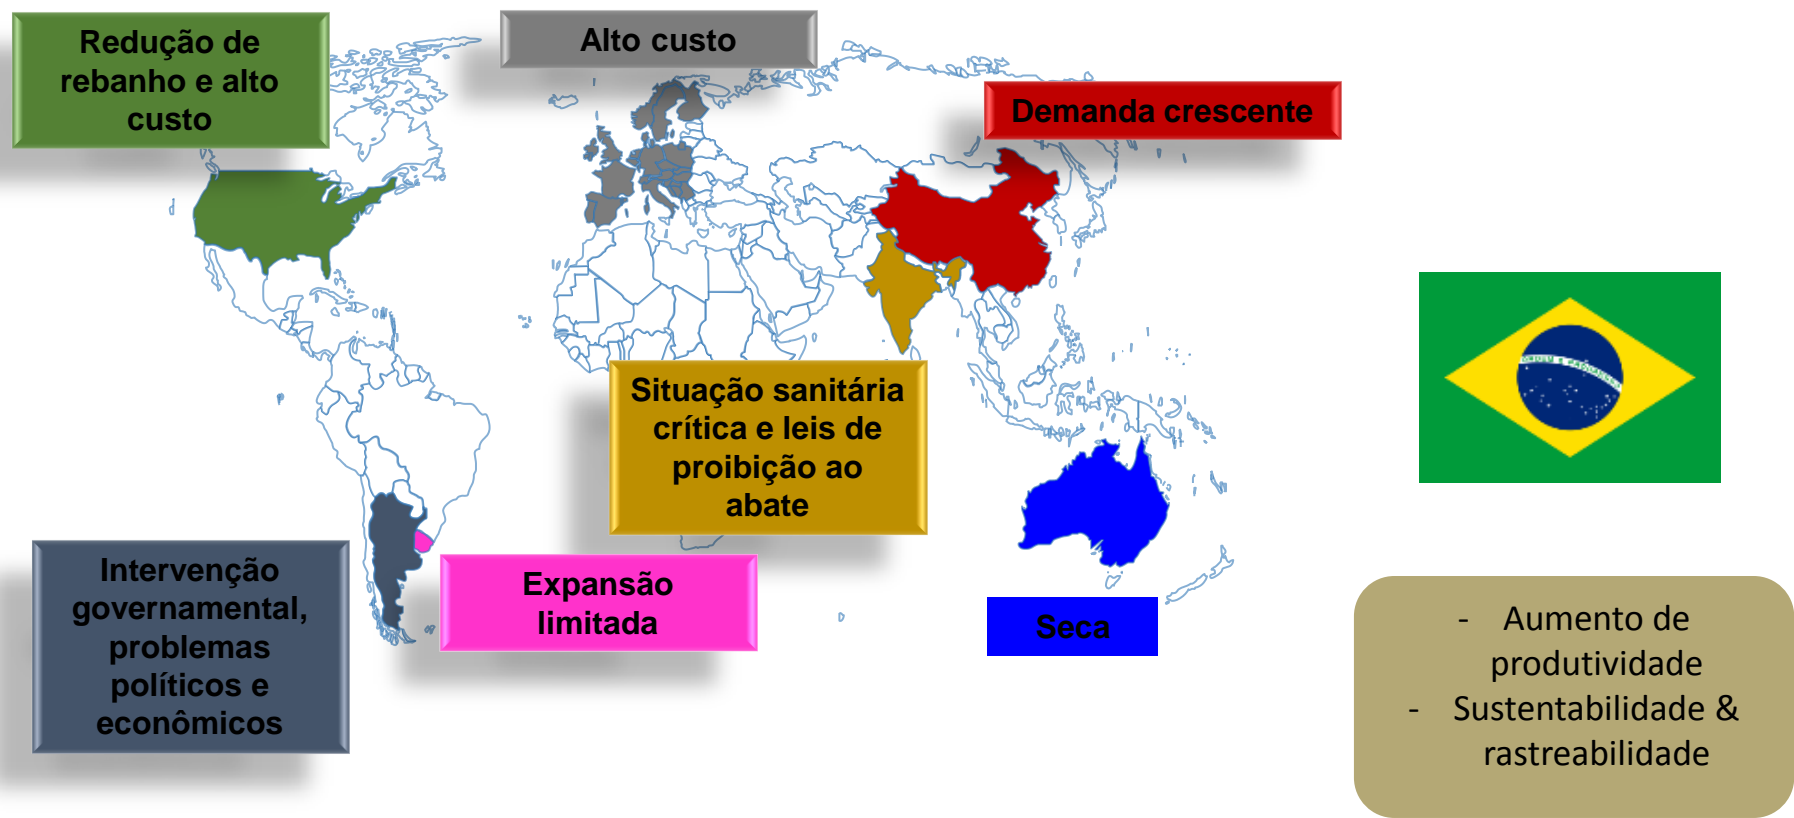 Redução de
rebanho e alto
custo
Alto custo
Demanda crescente
Situação sanitária
crítica e leis de
proibição ao
abate
Intervenção
governamental,
problemas
políticos e
econômicos
Expansão
limitada
Seca
- Aumento de
produtividade
- Sustentabilidade &
rastreabilidade